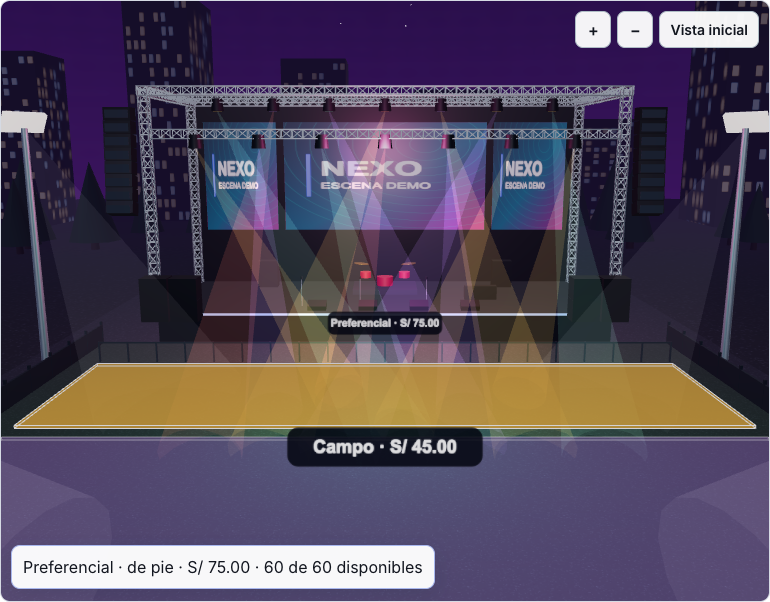 + − Vista inicial
NEXO
ESCENA DEMO
NEXO
ESCENA DEMO
NEXO
ESCENA DEMO
Preferencial · S/ 75.00
Campo · S/ 45.00
Preferencial · de pie · S/ 75.00 · 60 de 60 disponibles